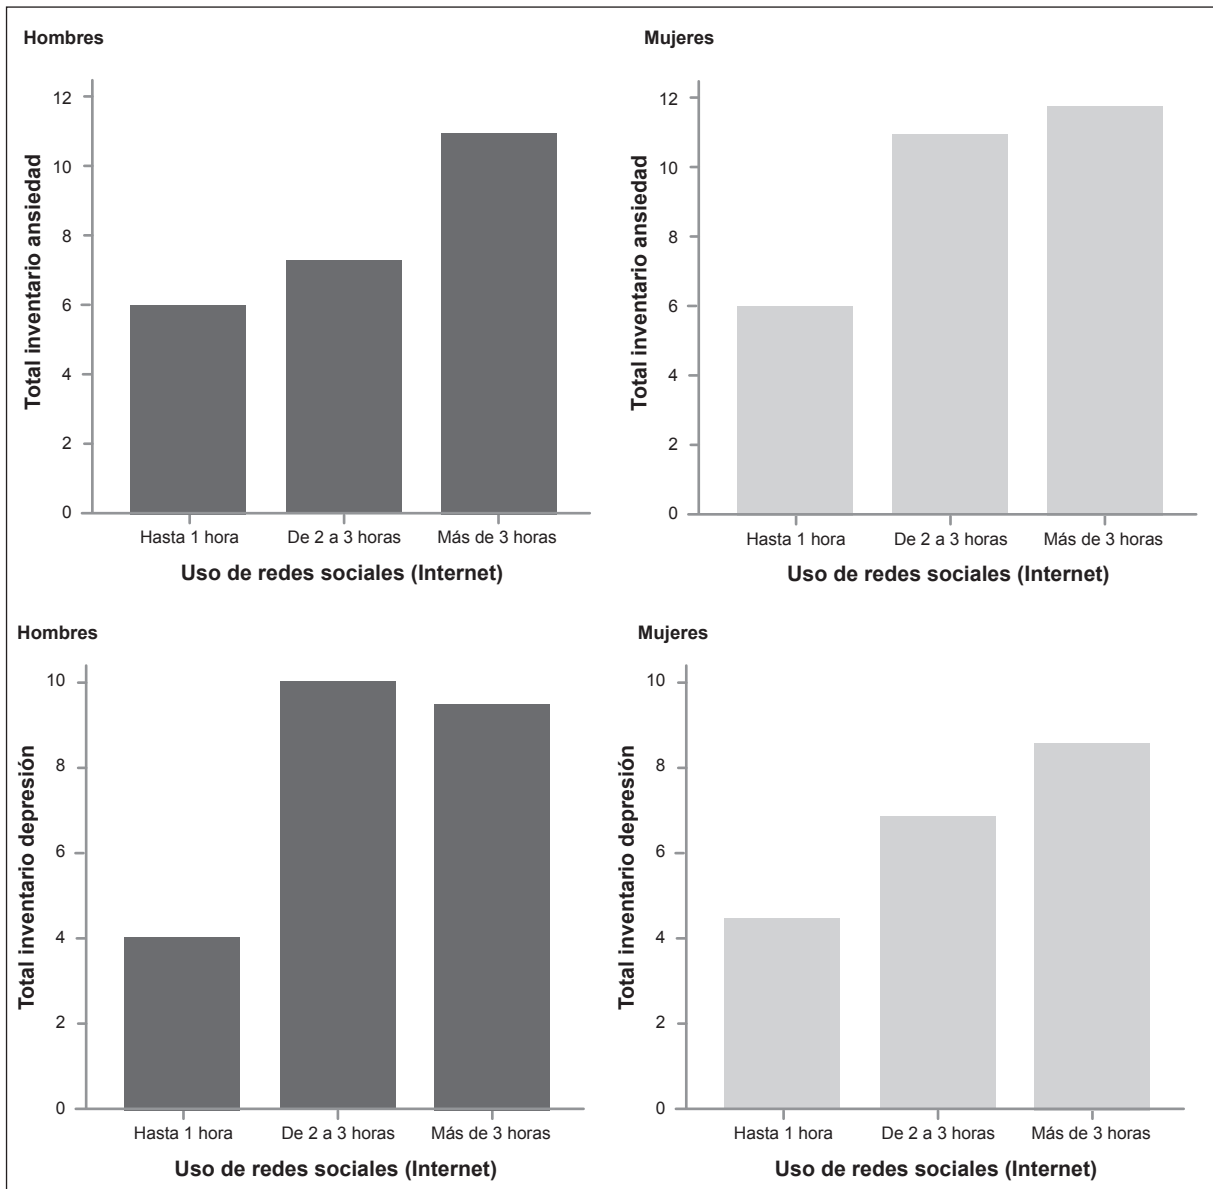 Hombres
Total inventario ansiedad
12
10
8
6
4
2
0
Hasta 1 hora De 2 a 3 horas Más de 3 horas
Uso de redes sociales (Internet)
Mujeres
Total inventario ansiedad
12
10
8
6
4
2
0
Hasta 1 hora De 2 a 3 horas Más de 3 horas
Uso de redes sociales (Internet)
Hombres
Total inventario depresión
10
8
6
4
2
0
Hasta 1 hora De 2 a 3 horas Más de 3 horas
Uso de redes sociales (Internet)
Mujeres
Total inventario depresión
10
8
6
4
2
0
Hasta 1 hora De 2 a 3 horas Más de 3 horas
Uso de redes sociales (Internet)